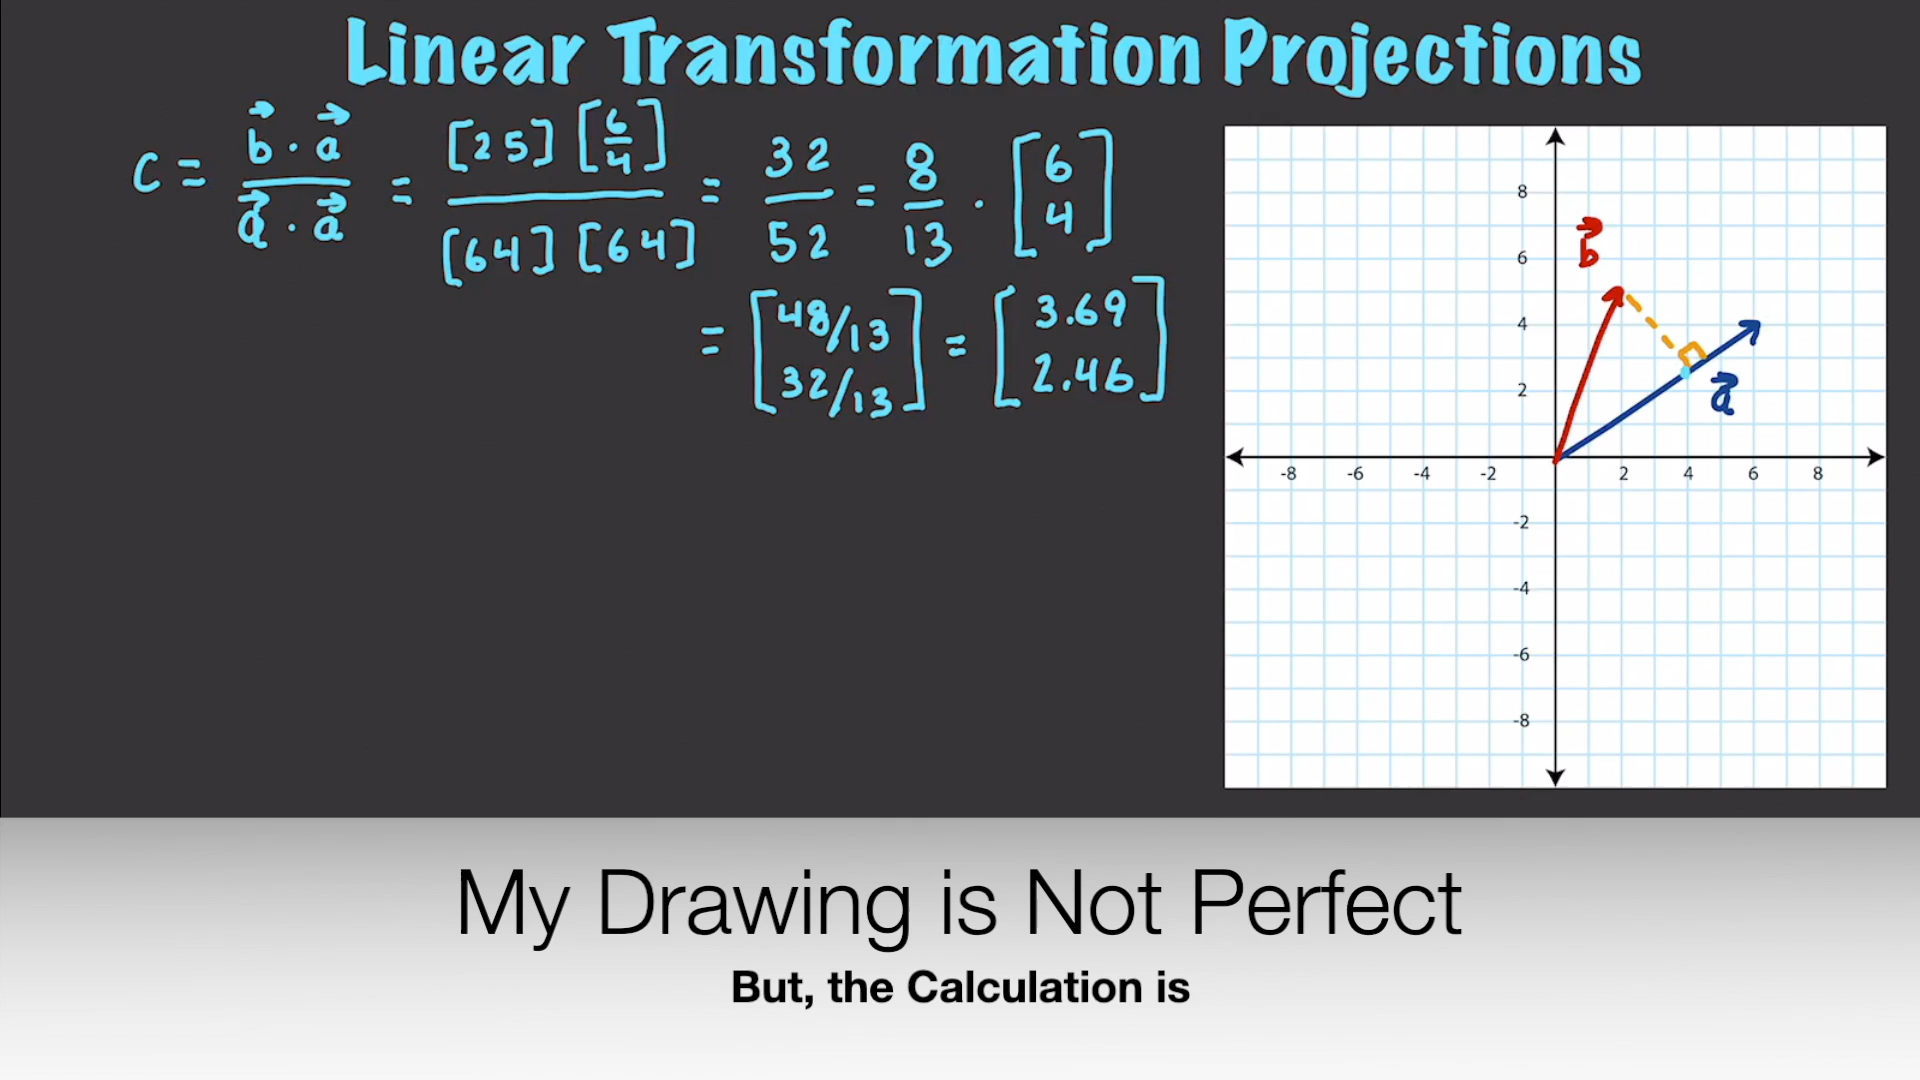 Linear Transformation Projections
c = b⃗ · a⃗ / a⃗ · a⃗ = [2 5] [6 4] / [6 4] [6 4] = 32/52 = 8/13 · [6 4]
= [48/13 32/13] = [3.69 2.46]
8
b⃗
6
4
a⃗
2
-8 -6 -4 -2 2 4 6 8
-2
-4
-6
-8
My Drawing is Not Perfect
But, the Calculation is